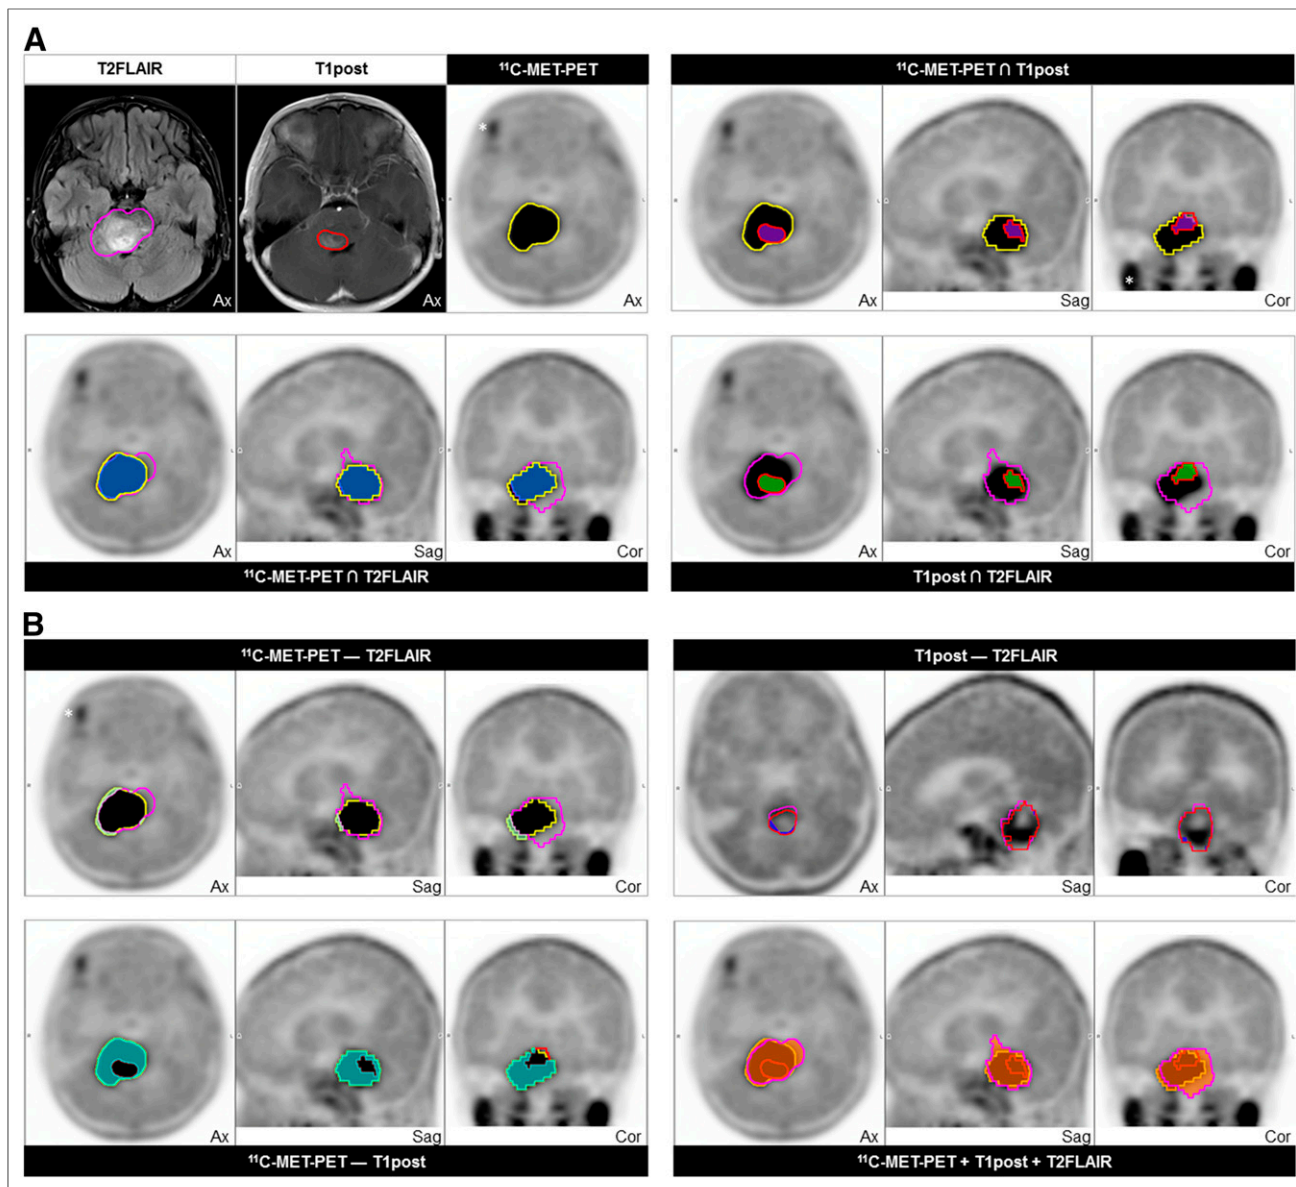 A
T2FLAIR T1post ¹¹C-MET-PET ¹¹C-MET-PET ∩ T1post
* *
Ax Ax Ax Ax Sag Cor
Ax Sag Cor Ax Sag Cor
¹¹C-MET-PET ∩ T2FLAIR T1post ∩ T2FLAIR
B
¹¹C-MET-PET — T2FLAIR T1post — T2FLAIR
*
Ax Sag Cor Ax Sag Cor
Ax Sag Cor Ax Sag Cor
¹¹C-MET-PET — T1post ¹¹C-MET-PET + T1post + T2FLAIR